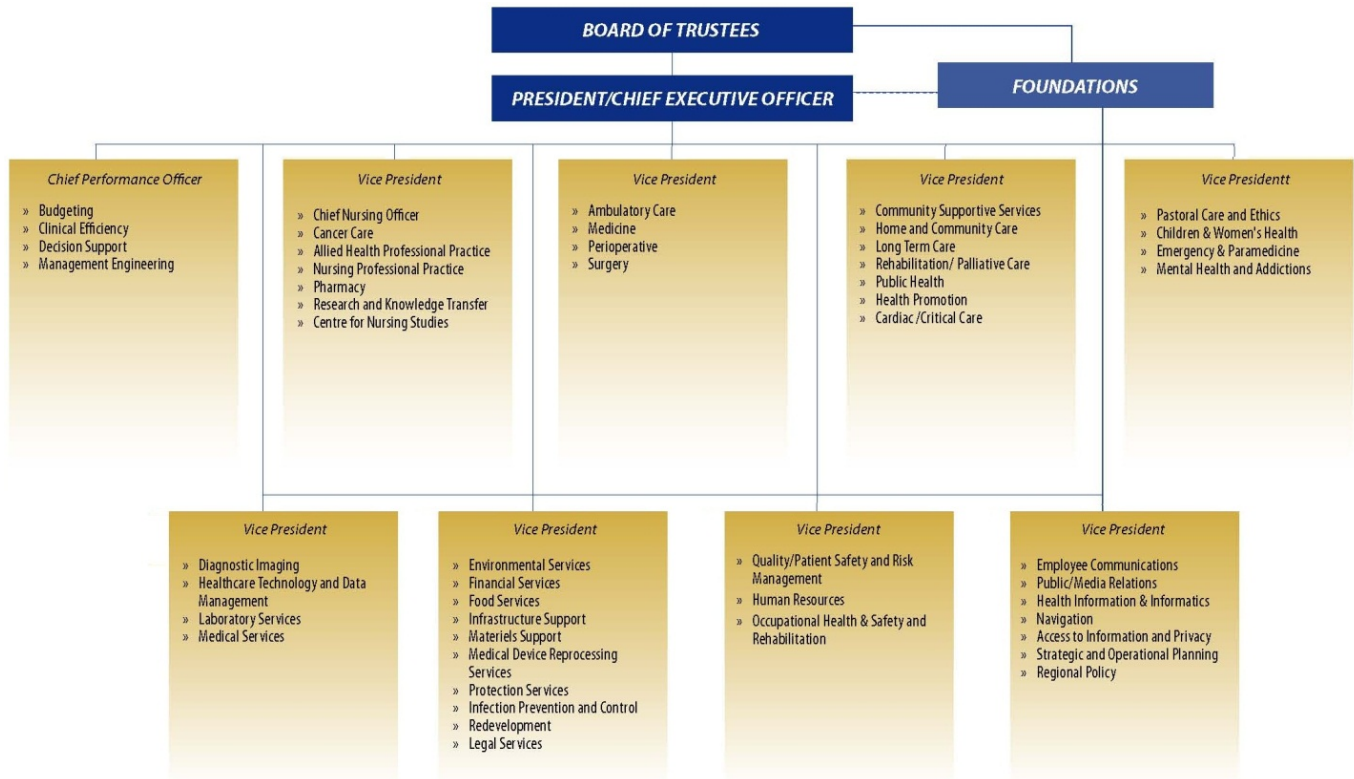 BOARD OF TRUSTEES
PRESIDENT/CHIEF EXECUTIVE OFFICER
FOUNDATIONS
Chief Performance Officer
» Budgeting
» Clinical Efficiency
» Decision Support
» Management Engineering
Vice President
» Chief Nursing Officer
» Cancer Care
» Allied Health Professional Practice
» Nursing Professional Practice
» Pharmacy
» Research and Knowledge Transfer
» Centre for Nursing Studies
Vice President
» Ambulatory Care
» Medicine
» Perioperative
» Surgery
Vice President
» Community Supportive Services
» Home and Community Care
» Long Term Care
» Rehabilitation/ Palliative Care
» Public Health
» Health Promotion
» Cardiac /Critical Care
Vice Presidentt
» Pastoral Care and Ethics
» Children & Women's Health
» Emergency & Paramedicine
» Mental Health and Addictions
Vice President
» Diagnostic Imaging
» Healthcare Technology and Data
Management
» Laboratory Services
» Medical Services
Vice President
» Environmental Services
» Financial Services
» Food Services
» Infrastructure Support
» Materiels Support
» Medical Device Reprocessing
Services
» Protection Services
» Infection Prevention and Control
» Redevelopment
» Legal Services
Vice President
» Quality/Patient Safety and Risk
Management
» Human Resources
» Occupational Health & Safety and
Rehabilitation
Vice President
» Employee Communications
» Public/Media Relations
» Health Information & Informatics
» Navigation
» Access to Information and Privacy
» Strategic and Operational Planning
» Regional Policy